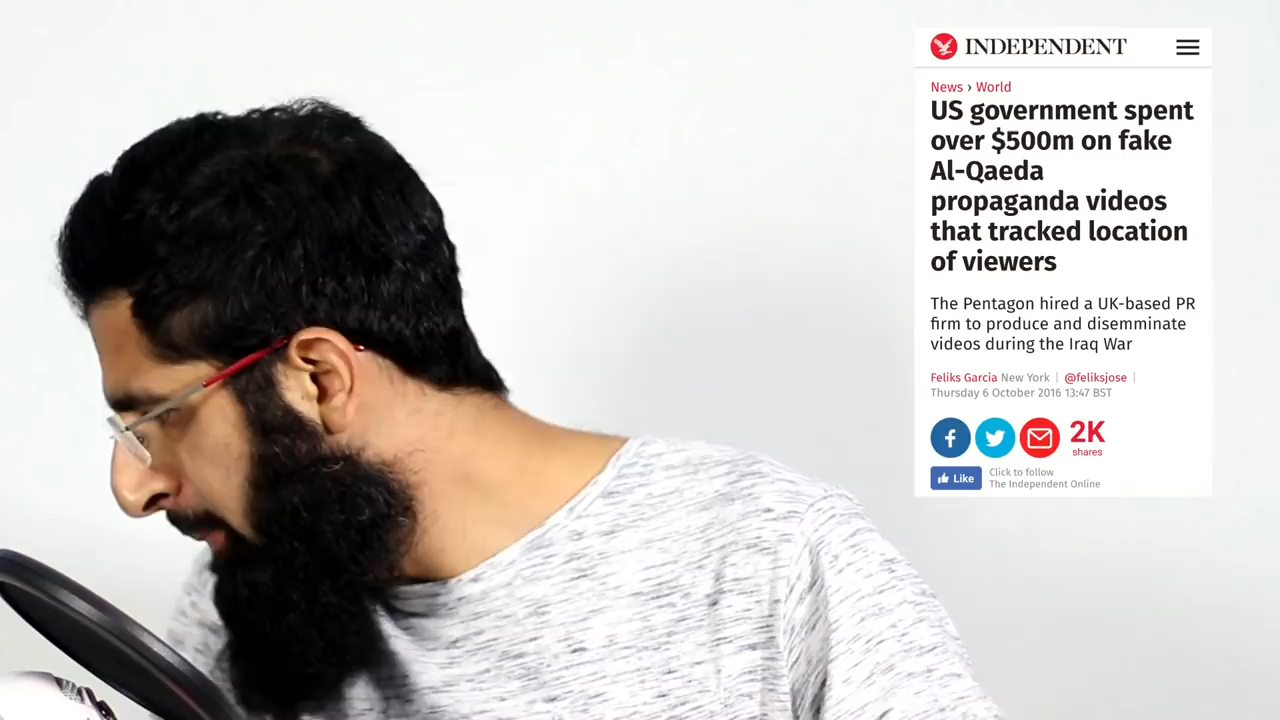 INDEPENDENT
News › World
US government spent
over $500m on fake
Al-Qaeda
propaganda videos
that tracked location
of viewers
The Pentagon hired a UK-based PR
firm to produce and disemminate
videos during the Iraq War
Feliks Garcia New York | @feliksjose |
Thursday 6 October 2016 13:47 BST
2K
shares
Like
Click to follow
The Independent Online